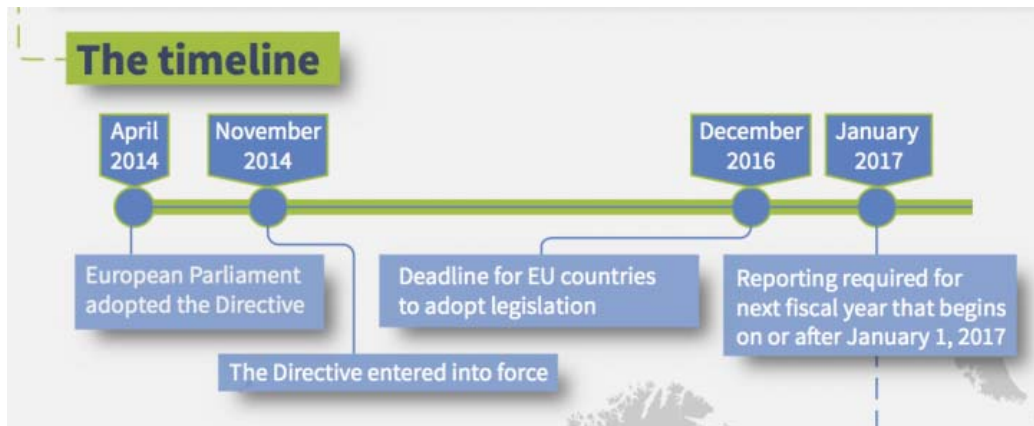 The timeline
April
2014
November
2014
December
2016
January
2017
European Parliament
adopted the Directive
The Directive entered into force
Deadline for EU countries
to adopt legislation
Reporting required for
next fiscal year that begins
on or after January 1, 2017